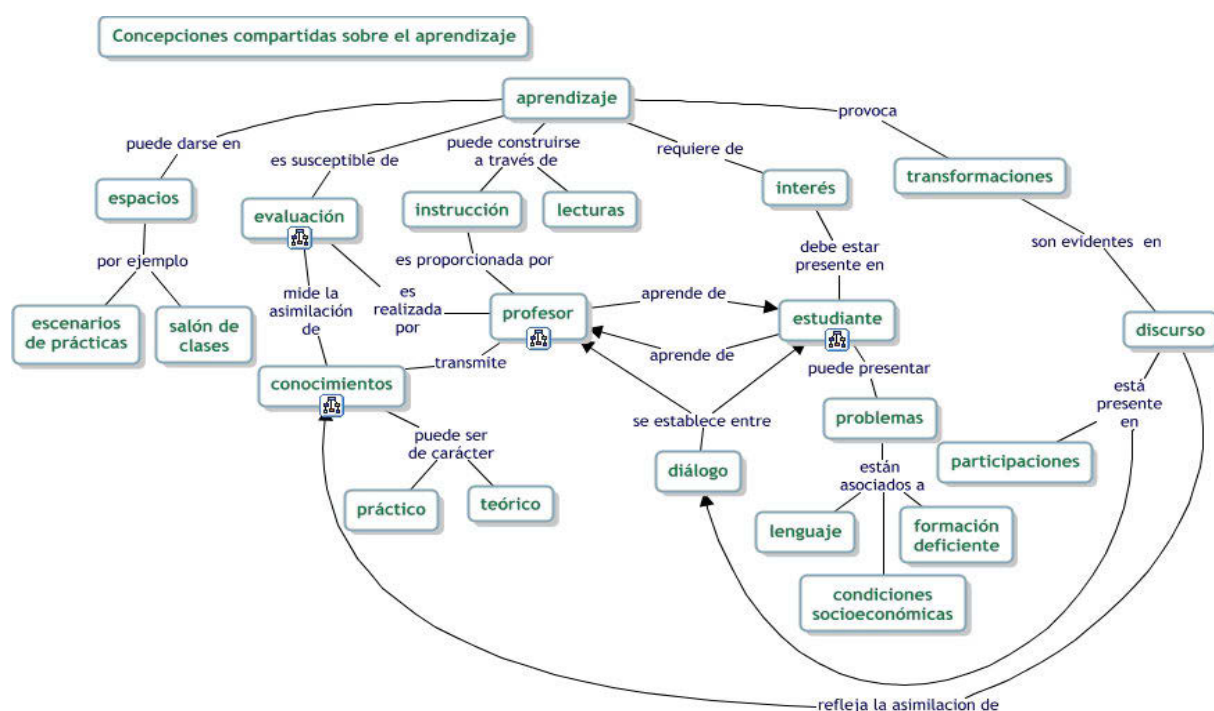 Concepciones compartidas sobre el aprendizaje
aprendizaje
provoca
puede darse en
es susceptible de
puede construirse
a través de
requiere de
espacios
evaluación
instrucción
lecturas
interés
transformaciones
por ejemplo
es proporcionada por
debe estar
presente en
son evidentes en
escenarios
de prácticas
salón de
clases
mide la
asimilación
de
es
realizada
por
profesor
aprende de
aprende de
estudiante
discurso
conocimientos
transmite
puede presentar
está
presente
en
puede ser
de carácter
se establece entre
problemas
participaciones
práctico
teórico
diálogo
están
asociados a
lenguaje
formación
deficiente
condiciones
socioeconómicas
refleja la asimilacion de